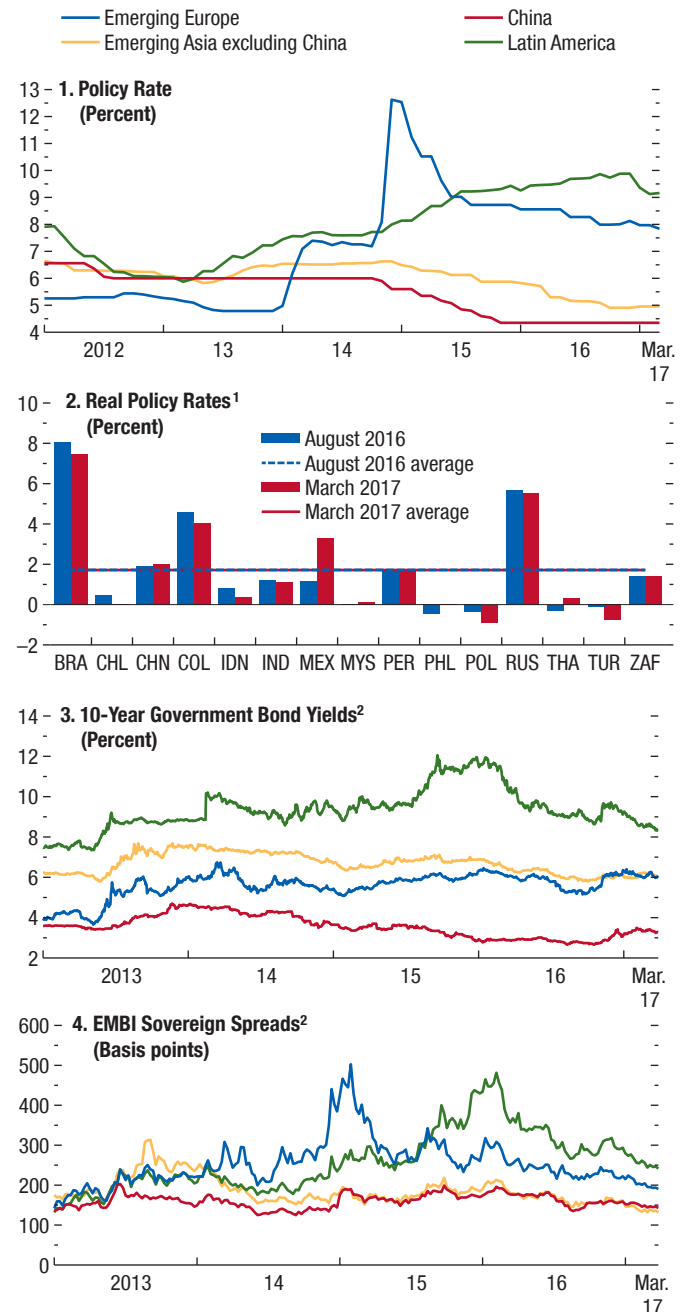 Emerging Europe
China
Emerging Asia excluding China
Latin America
1. Policy Rate
(Percent)
13
12
11
10
9
8
7
6
5
4
2012
13
14
15
16
Mar.
17
2. Real Policy Rates1
(Percent)
10
8
6
4
2
0
–2
August 2016
August 2016 average
March 2017
March 2017 average
BRA CHL CHN COL IDN IND MEX MYS PER PHL POL RUS THA TUR ZAF
3. 10-Year Government Bond Yields2
(Percent)
14
12
10
8
6
4
2
2013
14
15
16
Mar.
17
4. EMBI Sovereign Spreads2
(Basis points)
600
500
400
300
200
100
0
2013
14
15
16
Mar.
17